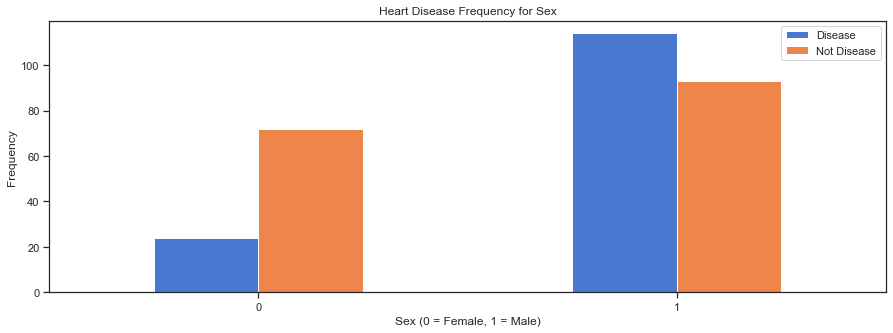 Heart Disease Frequency for Sex
Disease
Not Disease
Frequency
100
80
60
40
20
0
0
1
Sex (0 = Female, 1 = Male)